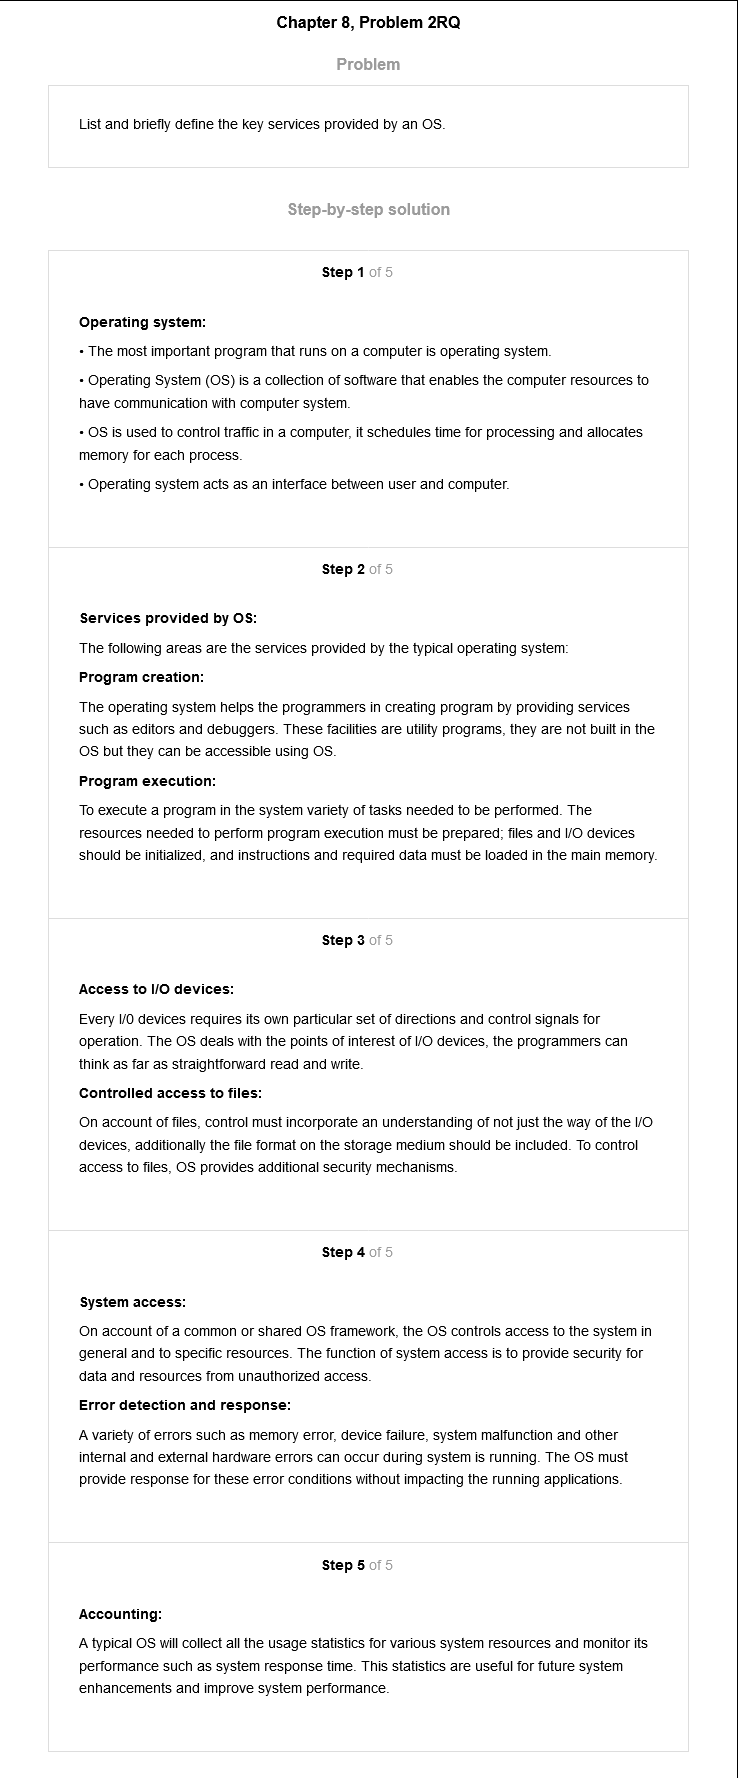 Chapter 8, Problem 2RQ
Problem
List and briefly define the key services provided by an OS.
Step-by-step solution
Step 1 of 5
Operating system:
• The most important program that runs on a computer is operating system.
• Operating System (OS) is a collection of software that enables the computer resources to
have communication with computer system.
• OS is used to control traffic in a computer, it schedules time for processing and allocates
memory for each process.
• Operating system acts as an interface between user and computer.
Step 2 of 5
Services provided by OS:
The following areas are the services provided by the typical operating system:
Program creation:
The operating system helps the programmers in creating program by providing services
such as editors and debuggers. These facilities are utility programs, they are not built in the
OS but they can be accessible using OS.
Program execution:
To execute a program in the system variety of tasks needed to be performed. The
resources needed to perform program execution must be prepared; files and I/O devices
should be initialized, and instructions and required data must be loaded in the main memory.
Step 3 of 5
Access to I/O devices:
Every I/0 devices requires its own particular set of directions and control signals for
operation. The OS deals with the points of interest of I/O devices, the programmers can
think as far as straightforward read and write.
Controlled access to files:
On account of files, control must incorporate an understanding of not just the way of the I/O
devices, additionally the file format on the storage medium should be included. To control
access to files, OS provides additional security mechanisms.
Step 4 of 5
System access:
On account of a common or shared OS framework, the OS controls access to the system in
general and to specific resources. The function of system access is to provide security for
data and resources from unauthorized access.
Error detection and response:
A variety of errors such as memory error, device failure, system malfunction and other
internal and external hardware errors can occur during system is running. The OS must
provide response for these error conditions without impacting the running applications.
Step 5 of 5
Accounting:
A typical OS will collect all the usage statistics for various system resources and monitor its
performance such as system response time. This statistics are useful for future system
enhancements and improve system performance.